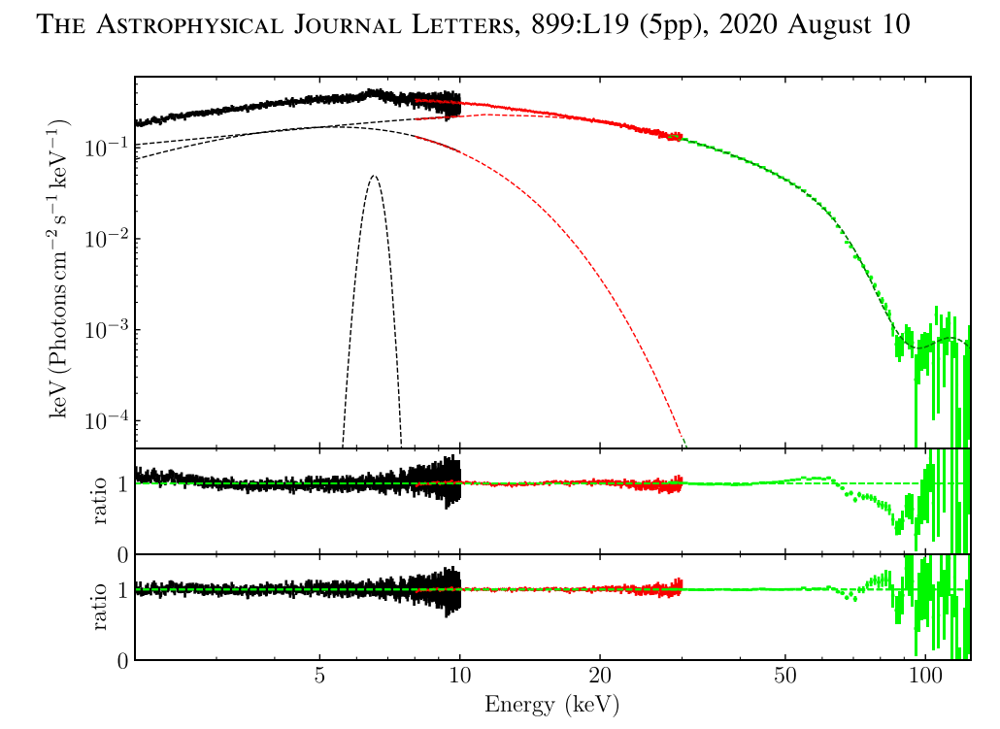 THE ASTROPHYSICAL JOURNAL LETTERS, 899:L19 (5pp), 2020 August 10
keV (Photons cm⁻² s⁻¹ keV⁻¹)
10⁻¹
10⁻²
10⁻³
10⁻⁴
ratio
1
0
ratio
1
0
5 10 20 50 100
Energy (keV)